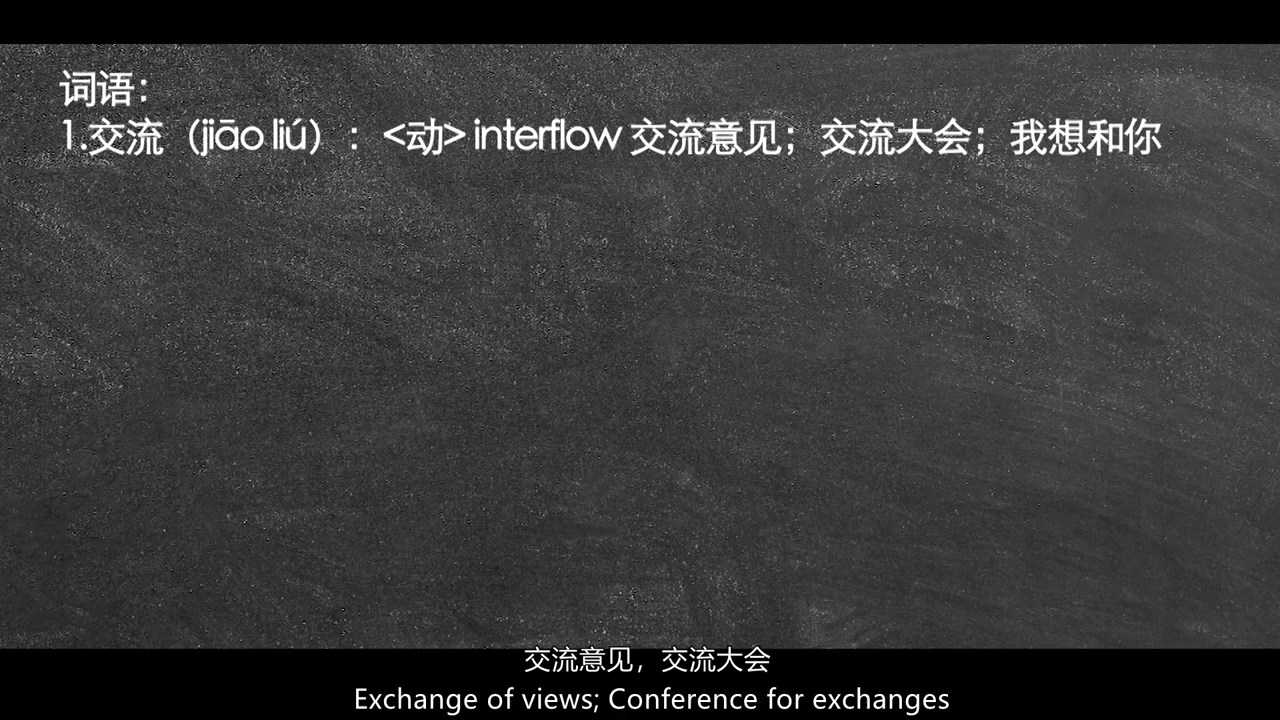 词语：
1.交流（jiāo liú）：<动> interflow 交流意见；交流大会；我想和你
交流意见，交流大会
Exchange of views; Conference for exchanges